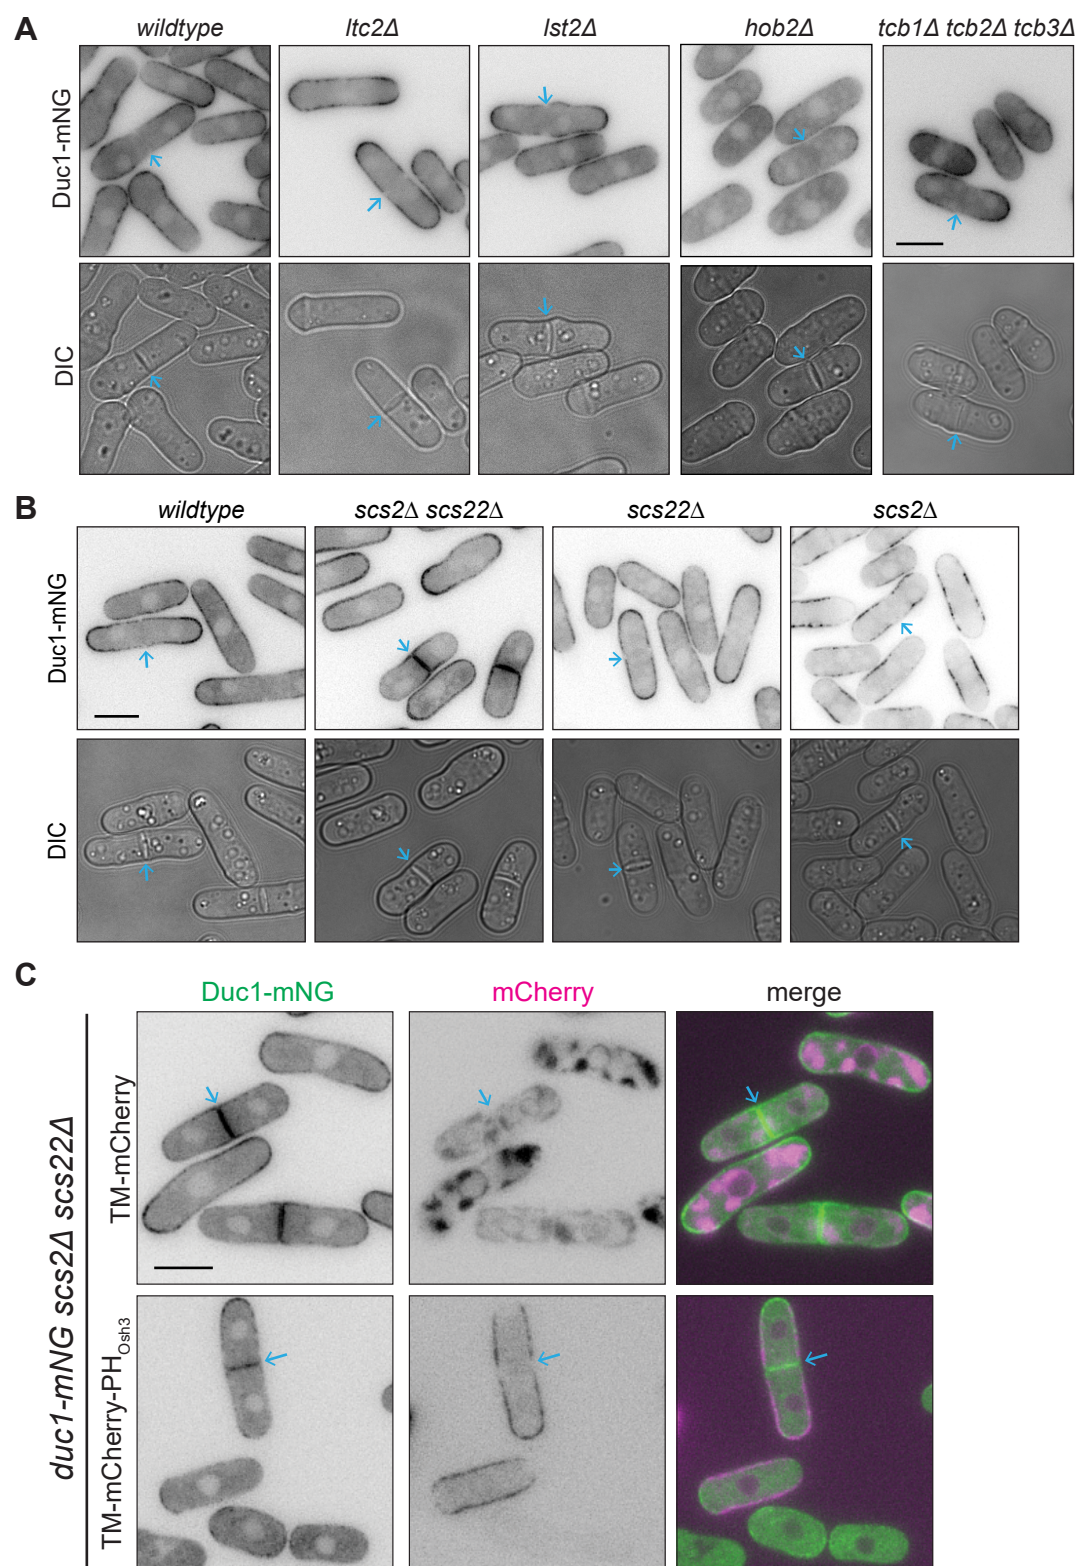 A
wildtype
ltc2Δ
lst2Δ
hob2Δ
tcb1Δ tcb2Δ tcb3Δ
Duc1-mNG
DIC
B
wildtype
scs2Δ scs22Δ
scs22Δ
scs2Δ
Duc1-mNG
DIC
C
Duc1-mNG
mCherry
merge
duc1-mNG scs2Δ scs22Δ
TM-mCherry
TM-mCherry-PHOsh3